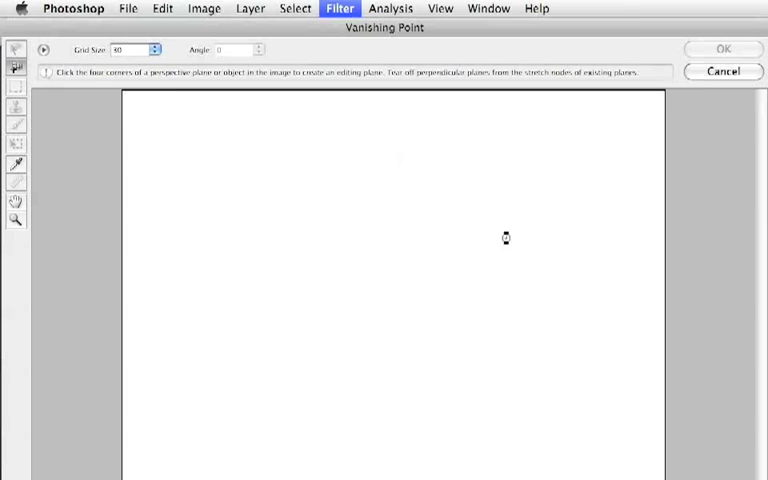 Photoshop File Edit Image Layer Select Filter Analysis View Window Help
Vanishing Point
Grid Size: 30 Angle: 0 OK
Click the four corners of a perspective plane or object in the image to create an editing plane. Tear off perpendicular planes from the stretch nodes of existing planes.
Cancel